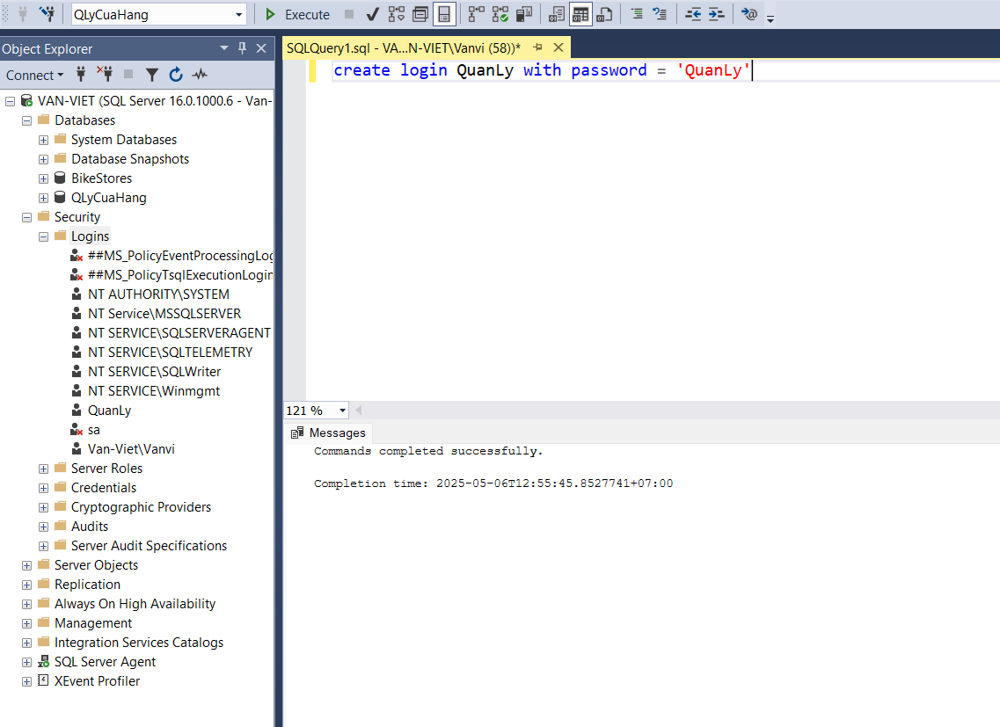 QLyCuaHang
Execute
Object Explorer
Connect
VAN-VIET (SQL Server 16.0.1000.6 - Van-
Databases
System Databases
Database Snapshots
BikeStores
QLyCuaHang
Security
Logins
##MS_PolicyEventProcessingLog
##MS_PolicyTsqlExecutionLogin
NT AUTHORITY\SYSTEM
NT Service\MSSQLSERVER
NT SERVICE\SQLSERVERAGENT
NT SERVICE\SQLTELEMETRY
NT SERVICE\SQLWriter
NT SERVICE\Winmgmt
QuanLy
sa
Van-Viet\Vanvi
Server Roles
Credentials
Cryptographic Providers
Audits
Server Audit Specifications
Server Objects
Replication
Always On High Availability
Management
Integration Services Catalogs
SQL Server Agent
XEvent Profiler
SQLQuery1.sql - VA...N-VIET\Vanvi (58))*
create login QuanLy with password = 'QuanLy'
121 %
Messages
Commands completed successfully.
Completion time: 2025-05-06T12:55:45.8527741+07:00